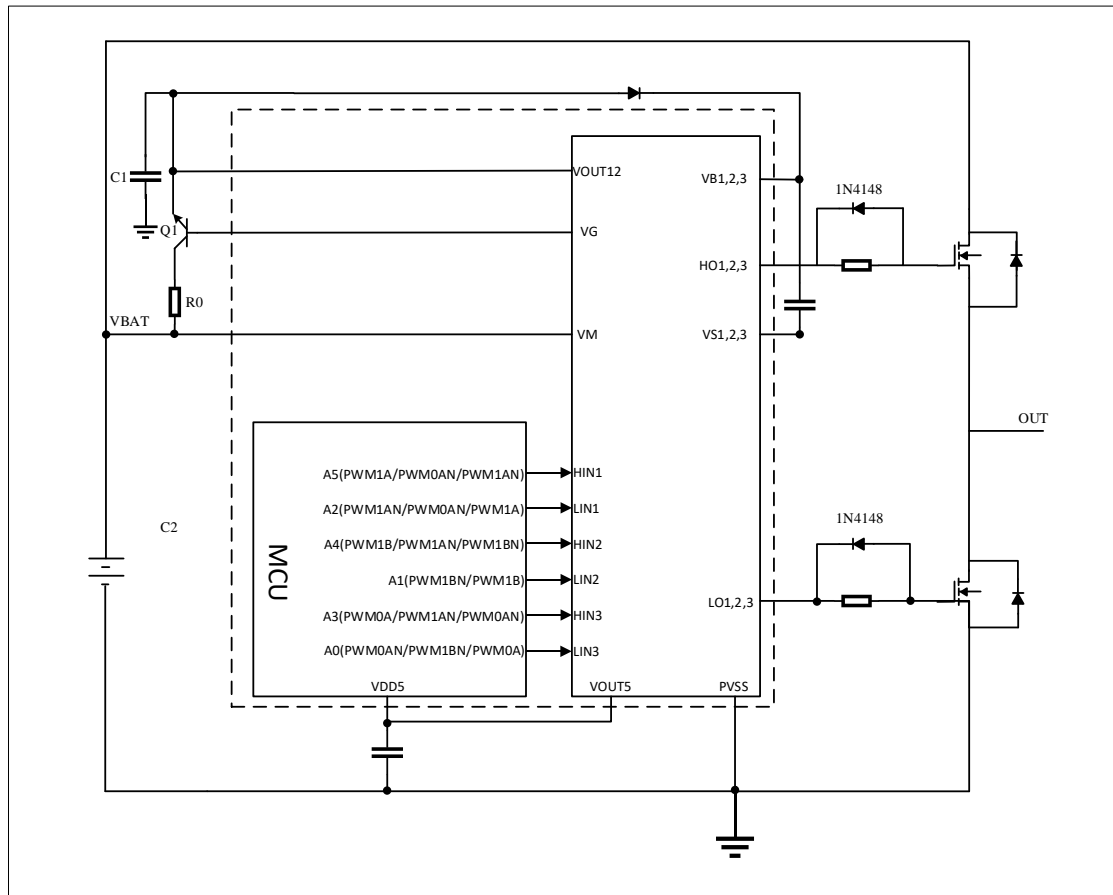 C1
VOUT12
VB1,2,3
1N4148
Q1
VG
HO1,2,3
R0
VBAT
VM
VS1,2,3
OUT
A5(PWM1A/PWM0AN/PWM1AN)
HIN1
A2(PWM1AN/PWM0AN/PWM1A)
LIN1
C2
1N4148
A4(PWM1B/PWM1AN/PWM1BN)
HIN2
MCU
A1(PWM1BN/PWM1B)
LIN2
A3(PWM0A/PWM1AN/PWM0AN)
HIN3
LO1,2,3
A0(PWM0AN/PWM1BN/PWM0A)
LIN3
VDD5
VOUT5
PVSS